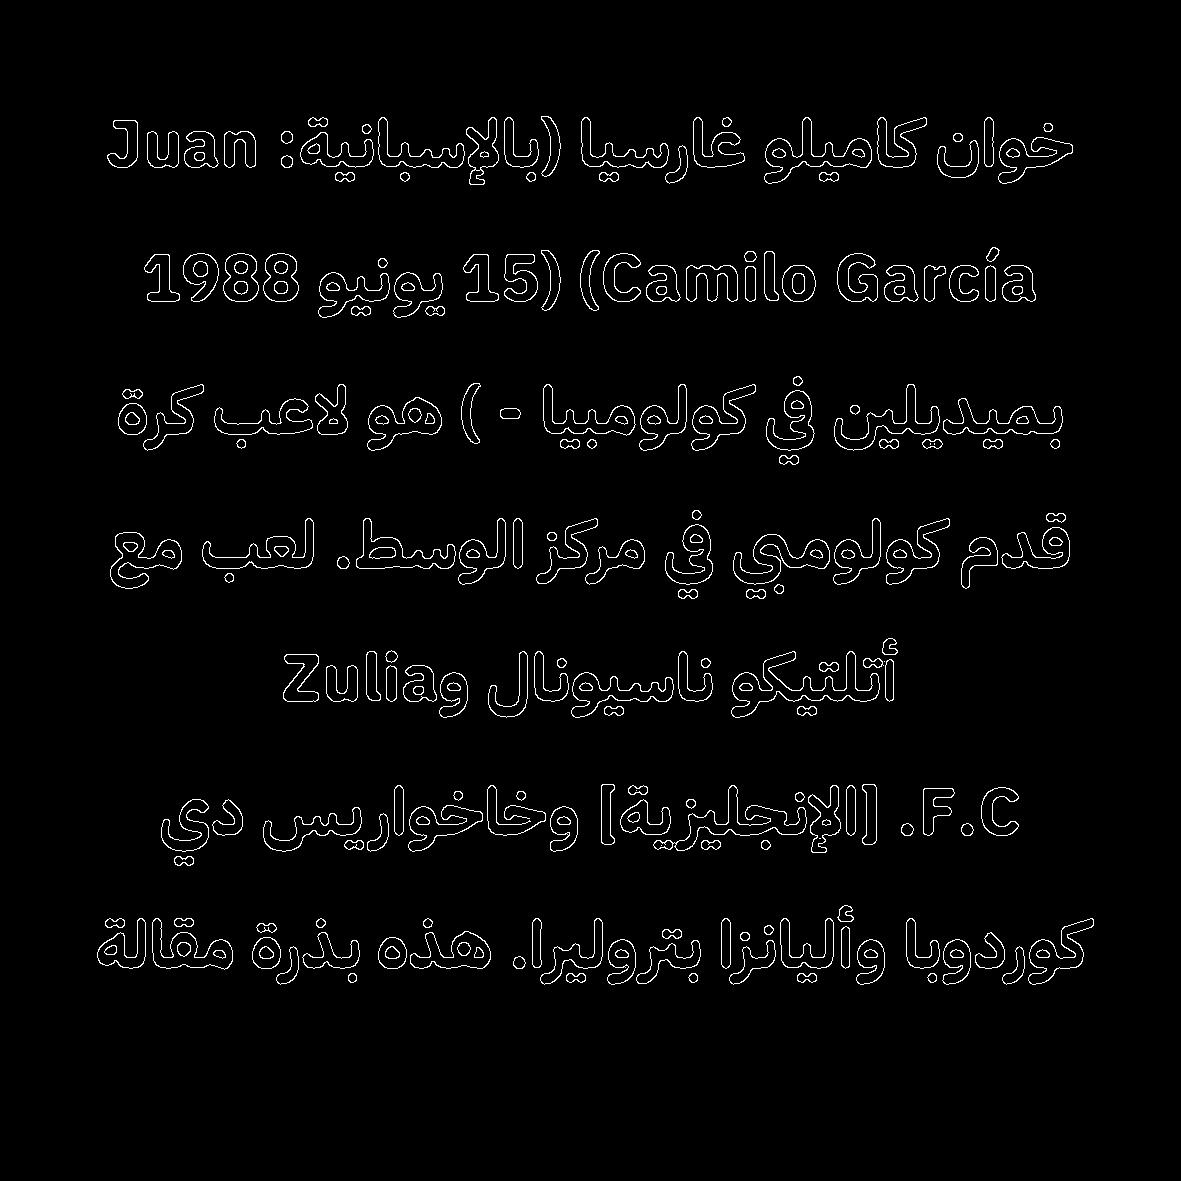 خوان كاميلو غارسيا (بالإسبانية: Juan
Camilo García) (15 يونيو 1988
بميديلين في كولومبيا - ) هو لاعب كرة
قدم كولومبي في مركز الوسط. لعب مع
أتلتيكو ناسيونال وZulia
F.C. [الإنجليزية] وخاخواريس دي
كوردوبا وأليانزا بتروليرا. هذه بذرة مقالة